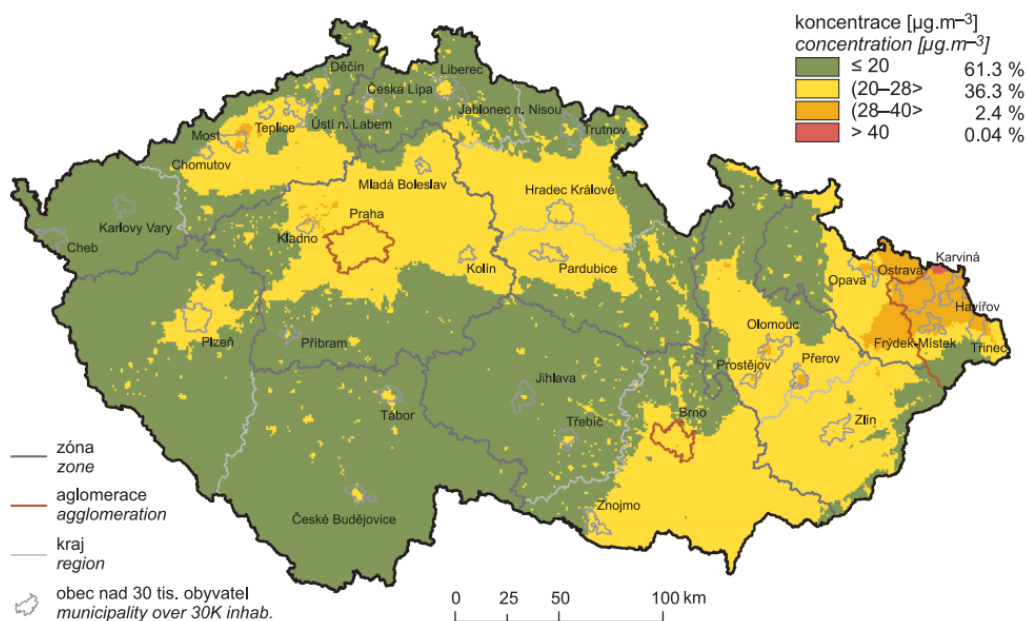 koncentrace [µg.m−3]
concentration [µg.m−3]
≤ 20 61.3 %
(20–28> 36.3 %
(28–40> 2.4 %
> 40 0.04 %
Děčín
Liberec
Česká Lípa
Jablonec n. Nisou
Teplice
Ústí n. Labem
Most
Trutnov
Chomutov
Mladá Boleslav
Hradec Králové
Karlovy Vary
Praha
Cheb
Kladno
Kolín
Pardubice
Karviná
Ostrava
Opava
Havířov
Plzeň
Příbram
Olomouc
Frýdek-Místek
Třinec
Prostějov
Přerov
Jihlava
Tábor
Třebíč
Brno
Zlín
Znojmo
České Budějovice
zóna
zone
aglomerace
agglomeration
kraj
region
obec nad 30 tis. obyvatel
municipality over 30K inhab.
0 25 50 100 km